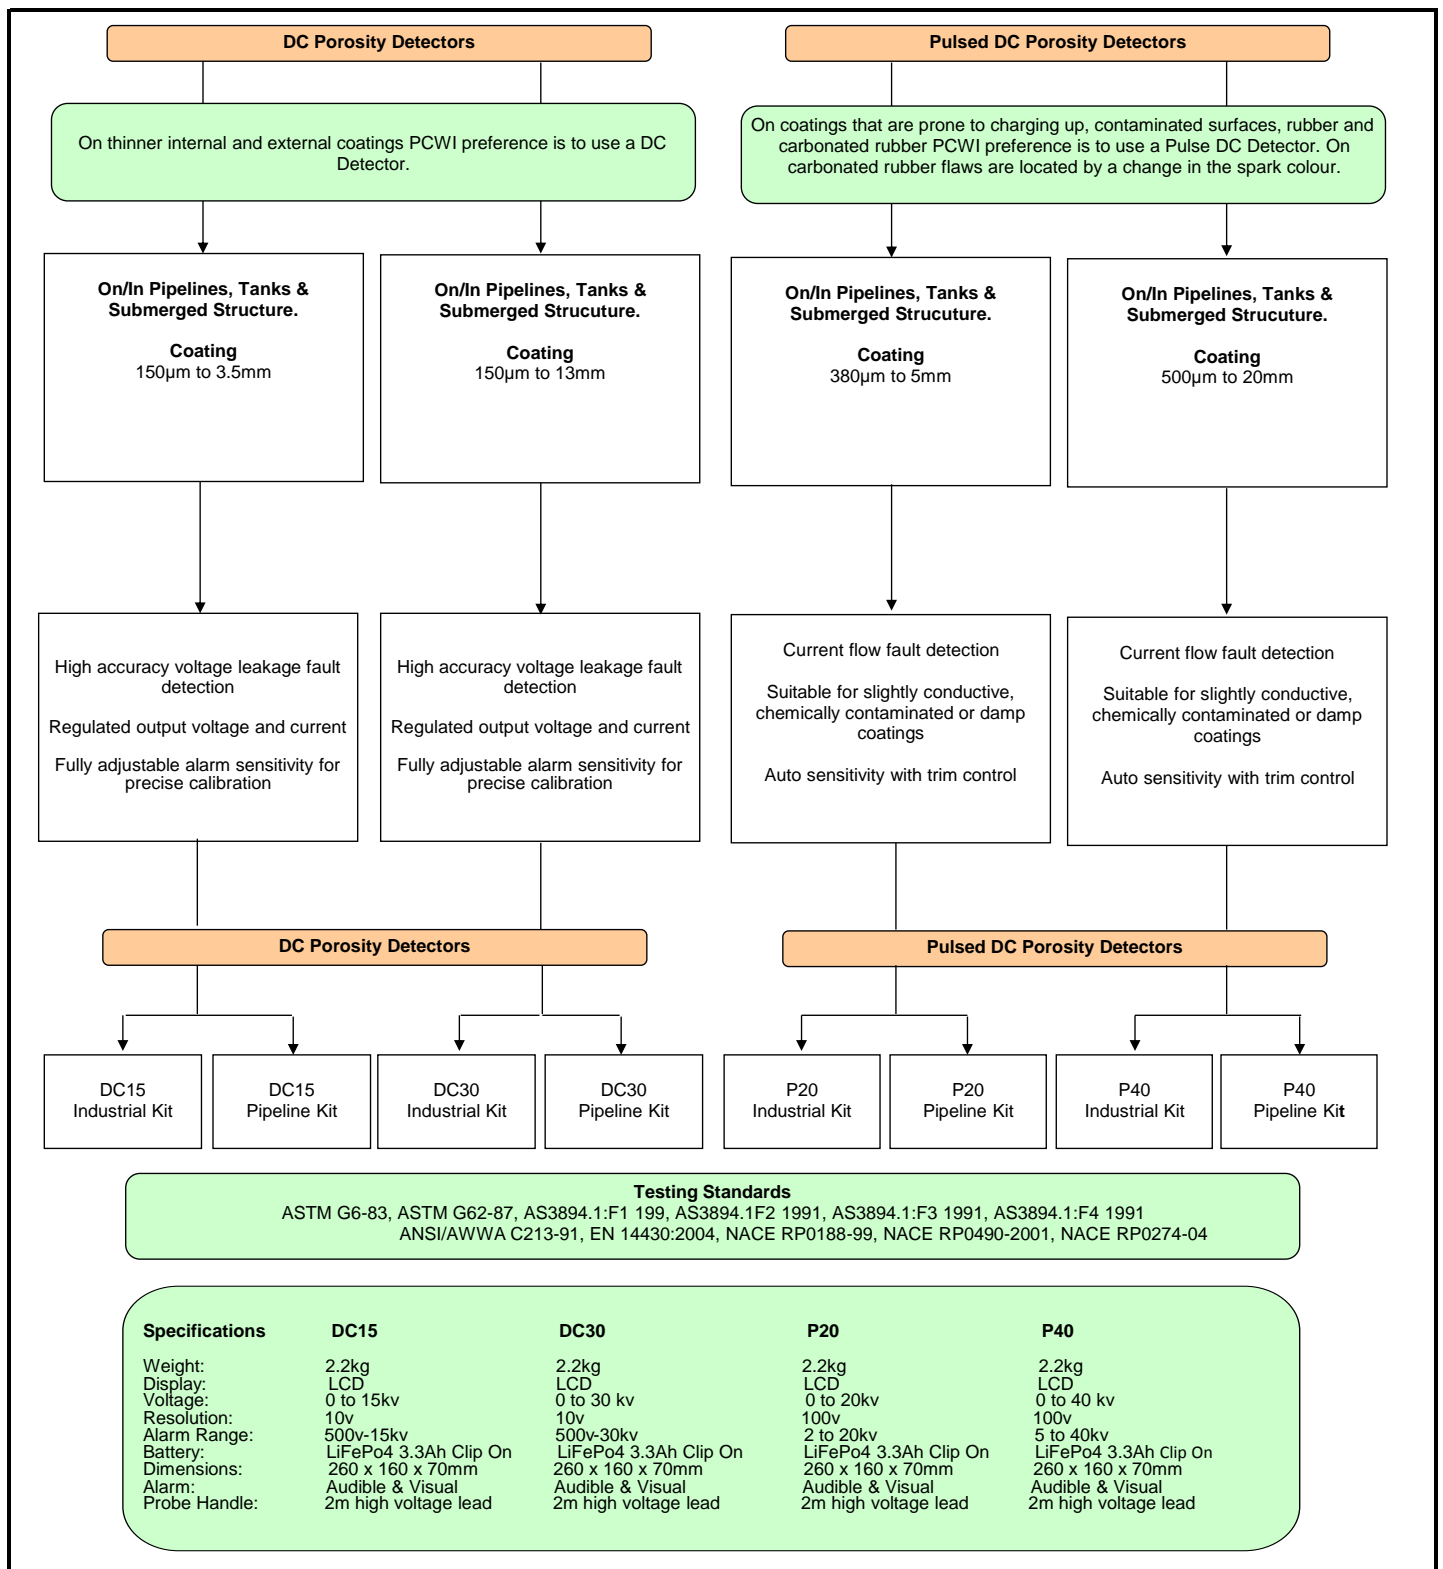 DC Porosity Detectors
Pulsed DC Porosity Detectors
On thinner internal and external coatings PCWI preference is to use a DC
Detector.
On coatings that are prone to charging up, contaminated surfaces, rubber and
carbonated rubber PCWI preference is to use a Pulse DC Detector. On
carbonated rubber flaws are located by a change in the spark colour.
On/In Pipelines, Tanks &
Submerged Structure.
Coating
150µm to 3.5mm
On/In Pipelines, Tanks &
Submerged Strucuture.
Coating
150µm to 13mm
On/In Pipelines, Tanks &
Submerged Strucuture.
Coating
380µm to 5mm
On/In Pipelines, Tanks &
Submerged Strucuture.
Coating
500µm to 20mm
High accuracy voltage leakage fault
detection
Regulated output voltage and current
Fully adjustable alarm sensitivity for
precise calibration
High accuracy voltage leakage fault
detection
Regulated output voltage and current
Fully adjustable alarm sensitivity for
precise calibration
Current flow fault detection
Suitable for slightly conductive,
chemically contaminated or damp
coatings
Auto sensitivity with trim control
Current flow fault detection
Suitable for slightly conductive,
chemically contaminated or damp
coatings
Auto sensitivity with trim control
DC Porosity Detectors
Pulsed DC Porosity Detectors
DC15
Industrial Kit
DC15
Pipeline Kit
DC30
Industrial Kit
DC30
Pipeline Kit
P20
Industrial Kit
P20
Pipeline Kit
P40
Industrial Kit
P40
Pipeline Kit
Testing Standards
ASTM G6-83, ASTM G62-87, AS3894.1:F1 199, AS3894.1F2 1991, AS3894.1:F3 1991, AS3894.1:F4 1991
ANSI/AWWA C213-91, EN 14430:2004, NACE RP0188-99, NACE RP0490-2001, NACE RP0274-04
Specifications DC15 DC30 P20 P40
Weight: 2.2kg 2.2kg 2.2kg 2.2kg
Display: LCD LCD LCD LCD
Voltage: 0 to 15kv 0 to 30 kv 0 to 20kv 0 to 40 kv
Resolution: 10v 10v 100v 100v
Alarm Range: 500v-15kv 500v-30kv 2 to 20kv 5 to 40kv
Battery: LiFePo4 3.3Ah Clip On LiFePo4 3.3Ah Clip On LiFePo4 3.3Ah Clip On LiFePo4 3.3Ah Clip On
Dimensions: 260 x 160 x 70mm 260 x 160 x 70mm 260 x 160 x 70mm 260 x 160 x 70mm
Alarm: Audible & Visual Audible & Visual Audible & Visual Audible & Visual
Probe Handle: 2m high voltage lead 2m high voltage lead 2m high voltage lead 2m high voltage lead